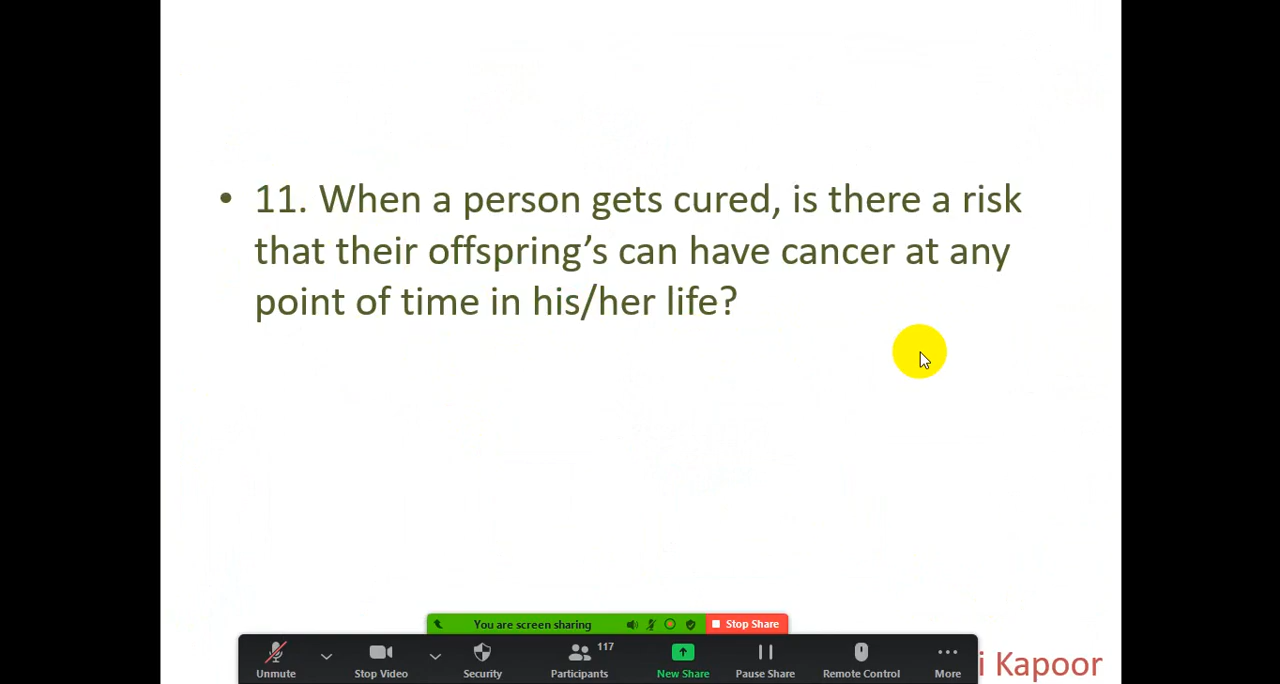 • 11. When a person gets cured, is there a risk
that their offspring's can have cancer at any
point of time in his/her life?
You are screen sharing
Stop Share
Unmute
Stop Video
Security
Participants
117
New Share
Pause Share
Remote Control
More
i Kapoor